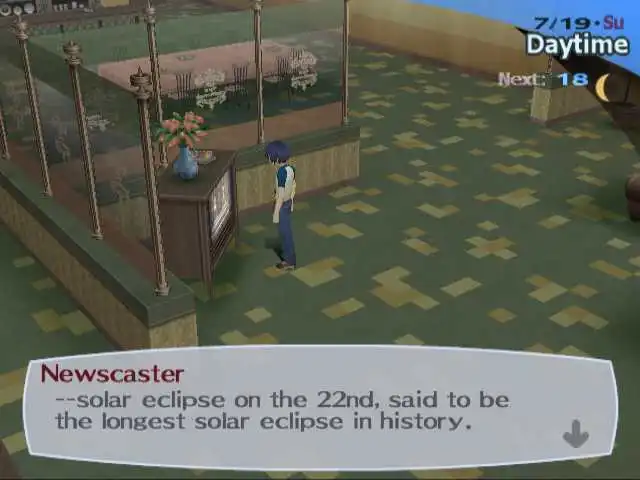 7/19·Su
Daytime
Next: 18
Newscaster
--solar eclipse on the 22nd, said to be
the longest solar eclipse in history.